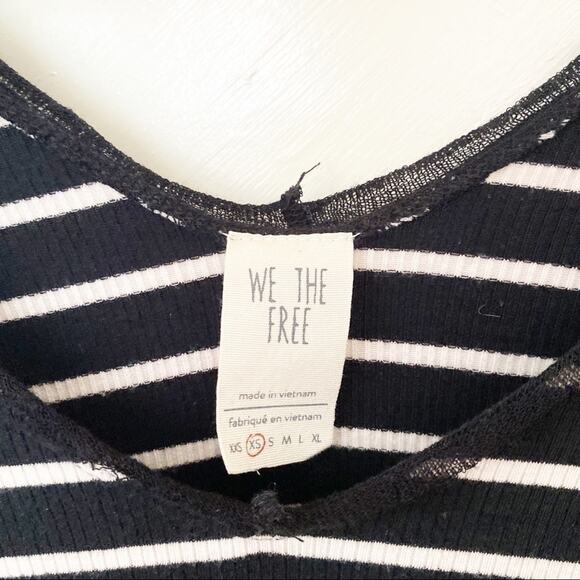 WE THE
FREE
made in vietnam
fabriqué en vietnam
XXS XS S M L XL